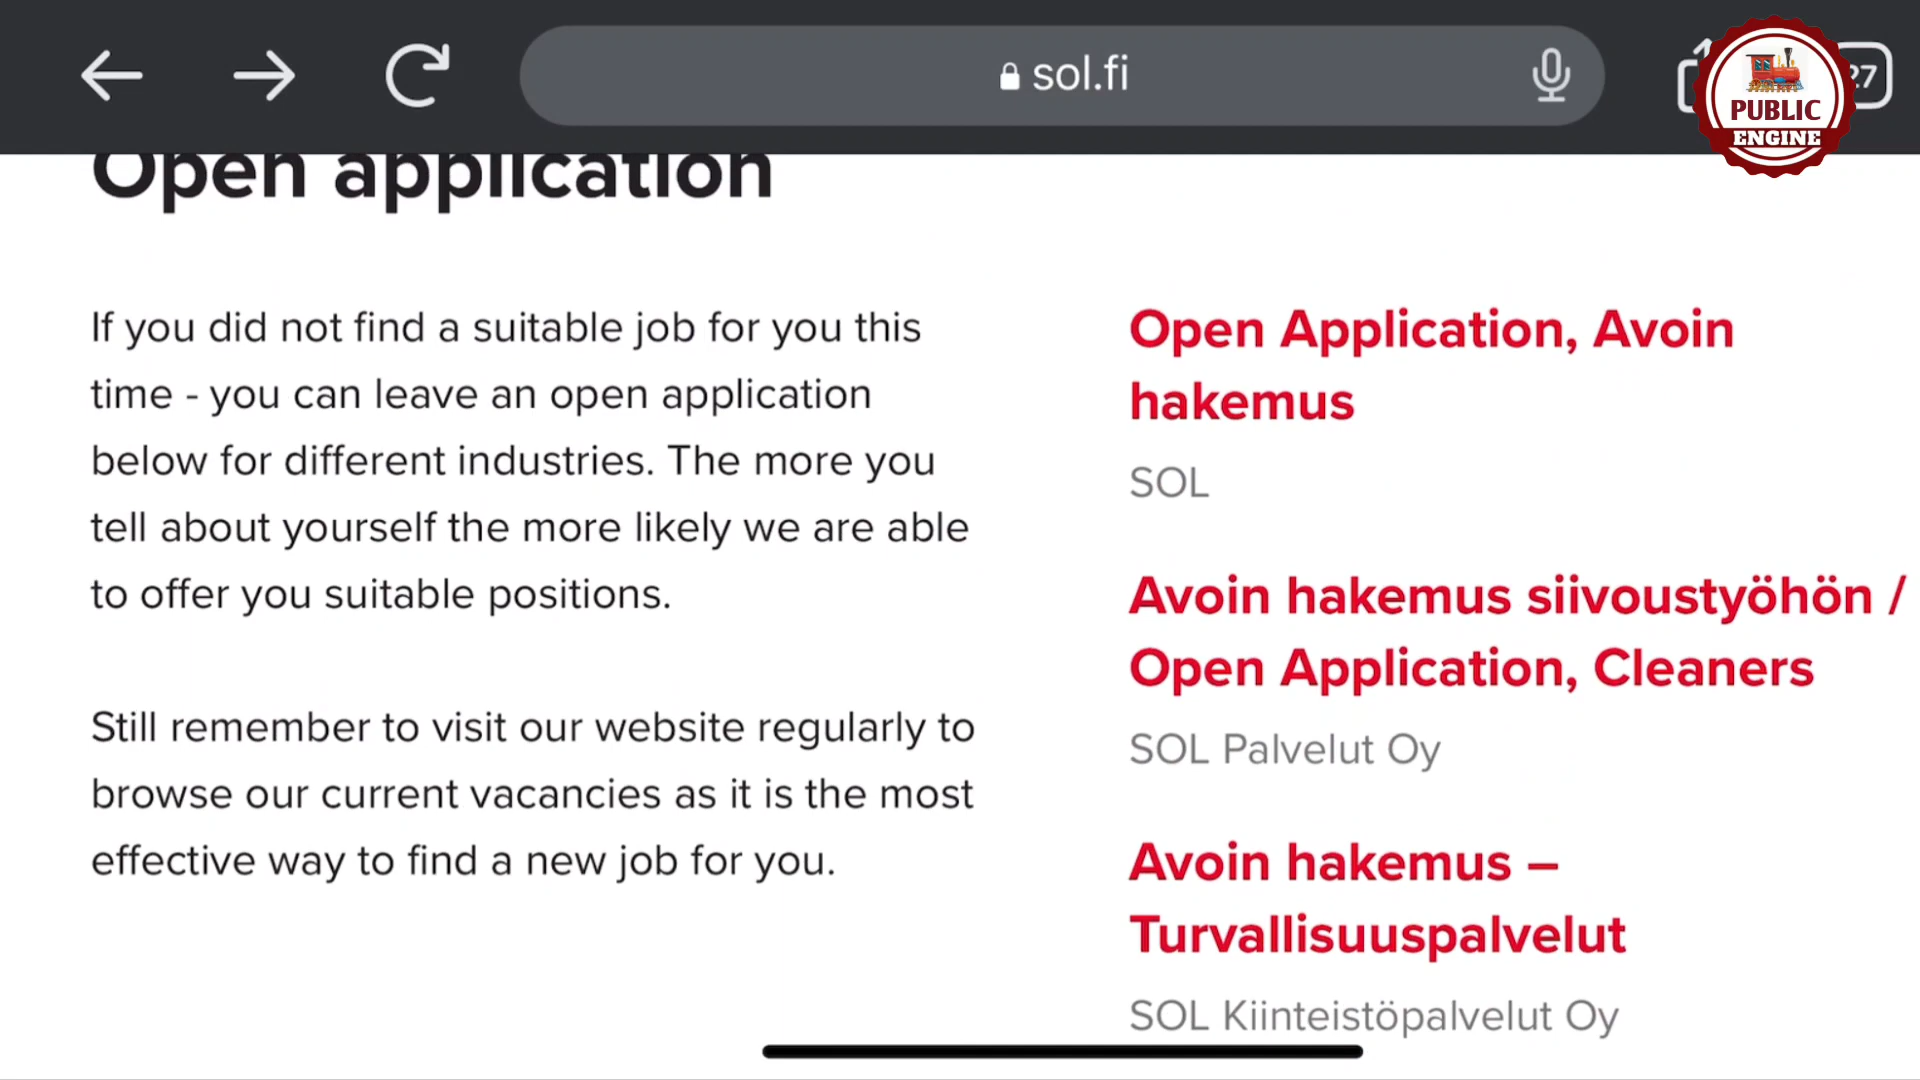 sol.fi
27
PUBLIC
ENGINE
Open application
If you did not find a suitable job for you this
time - you can leave an open application
below for different industries. The more you
tell about yourself the more likely we are able
to offer you suitable positions.
Still remember to visit our website regularly to
browse our current vacancies as it is the most
effective way to find a new job for you.
Open Application, Avoin
hakemus
SOL
Avoin hakemus siivoustyöhön /
Open Application, Cleaners
SOL Palvelut Oy
Avoin hakemus –
Turvallisuuspalvelut
SOL Kiinteistöpalvelut Oy